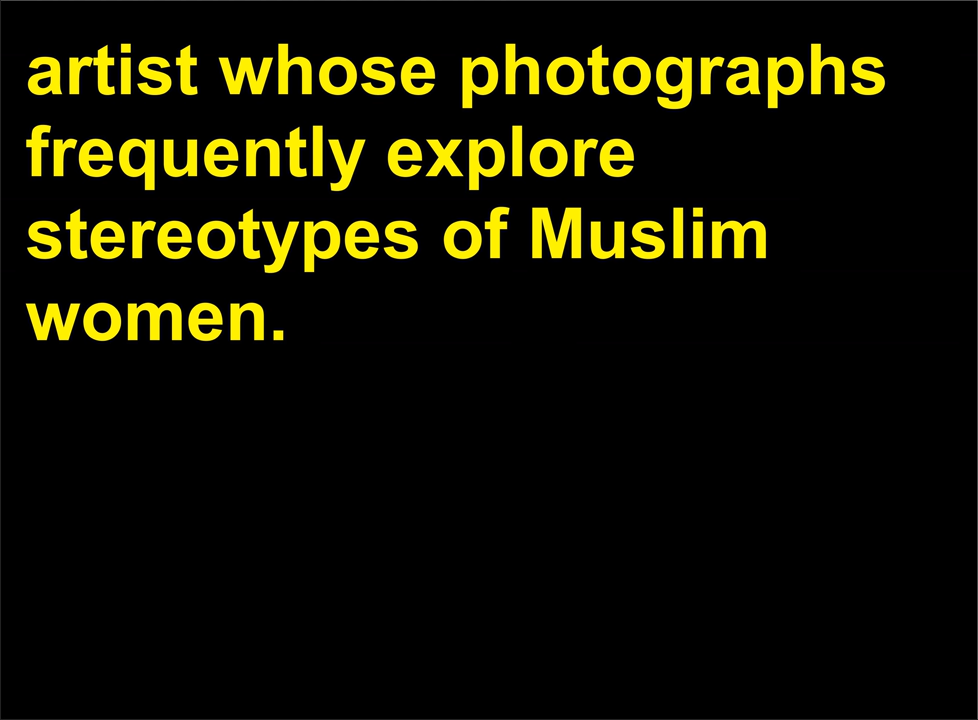 artist whose photographs
frequently explore
stereotypes of Muslim
women.